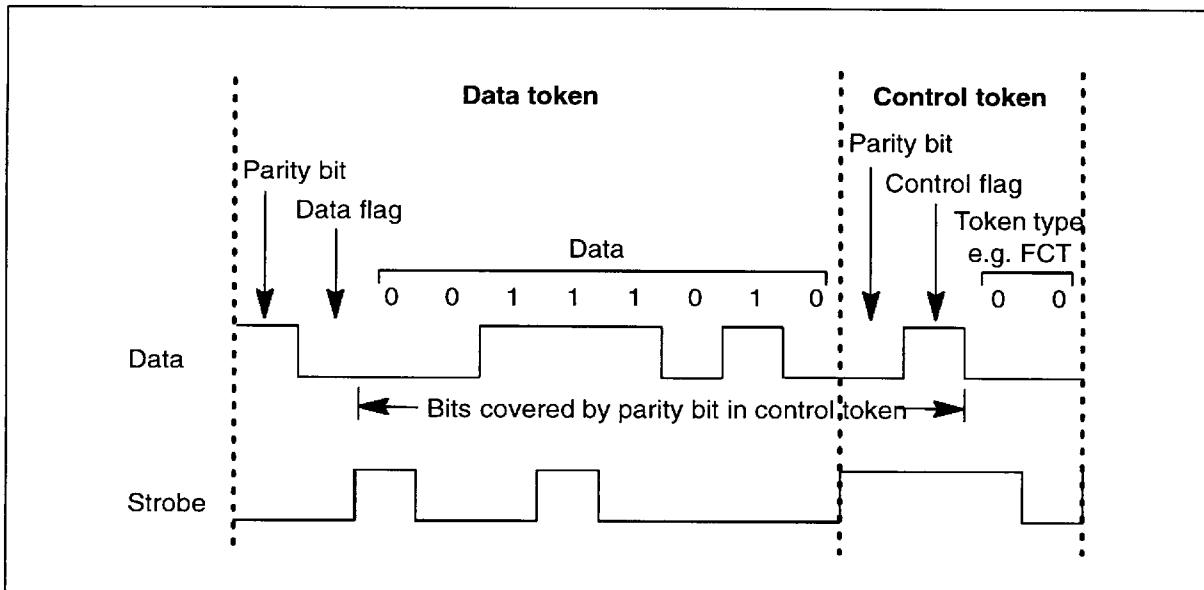 Data token
Control token
Parity bit
Data flag
Data
0 0 1 1 1 0 1 0
Parity bit
Control flag
Token type
e.g. FCT
0 0
Data
Bits covered by parity bit in control token
Strobe